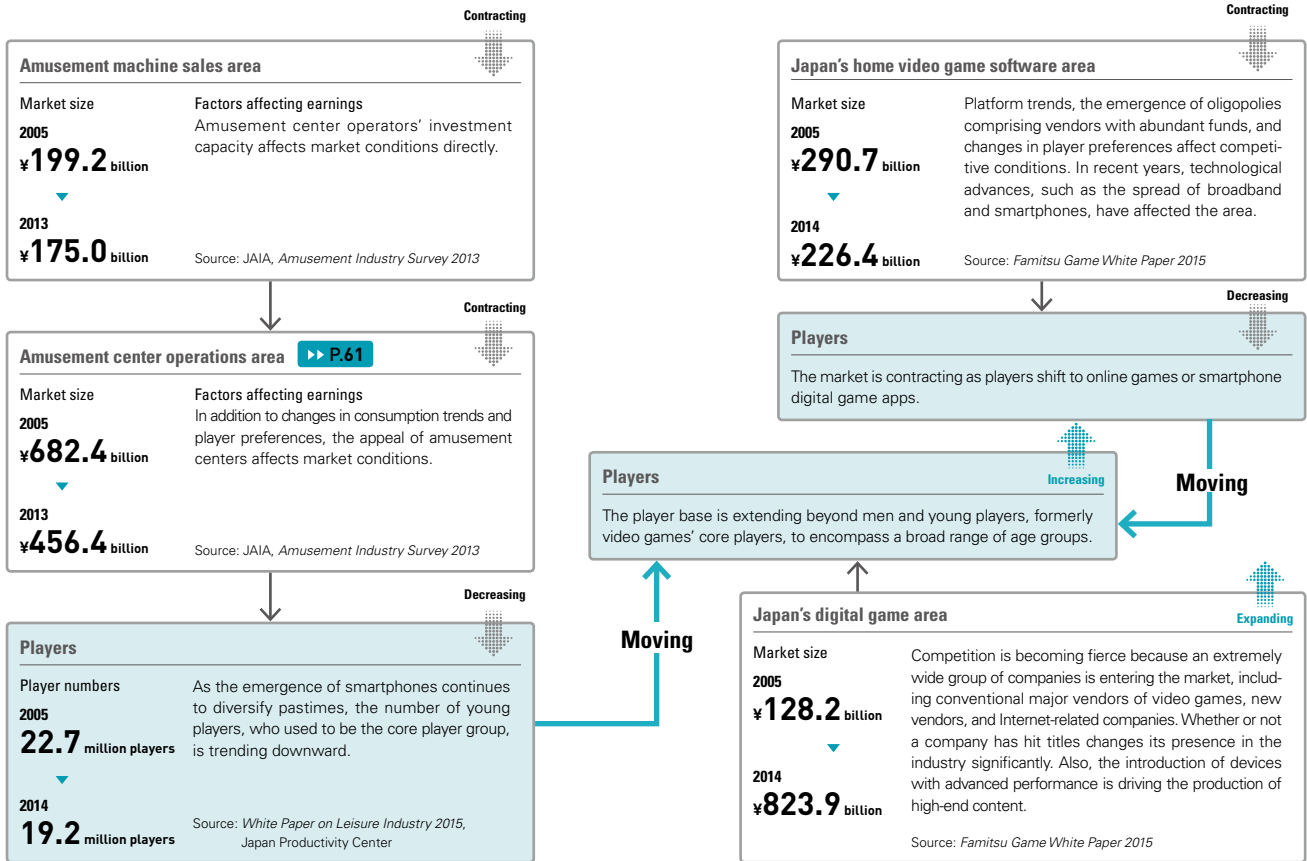 Contracting
Amusement machine sales area
Market size
2005
¥199.2 billion
2013
¥175.0 billion
Factors affecting earnings
Amusement center operators' investment
capacity affects market conditions directly.
Source: JAIA, Amusement Industry Survey 2013
Contracting
Amusement center operations area
P.61
Market size
2005
¥682.4 billion
2013
¥456.4 billion
Factors affecting earnings
In addition to changes in consumption trends and
player preferences, the appeal of amusement
centers affects market conditions.
Source: JAIA, Amusement Industry Survey 2013
Decreasing
Players
Player numbers
2005
22.7 million players
2014
19.2 million players
As the emergence of smartphones continues
to diversify pastimes, the number of young
players, who used to be the core player group,
is trending downward.
Source: White Paper on Leisure Industry 2015,
Japan Productivity Center
Moving
Contracting
Japan's home video game software area
Market size
2005
¥290.7 billion
2014
¥226.4 billion
Platform trends, the emergence of oligopolies
comprising vendors with abundant funds, and
changes in player preferences affect competi-
tive conditions. In recent years, technological
advances, such as the spread of broadband
and smartphones, have affected the area.
Source: Famitsu Game White Paper 2015
Decreasing
Players
The market is contracting as players shift to online games or smartphone
digital game apps.
Moving
Players
Increasing
The player base is extending beyond men and young players, formerly
video games' core players, to encompass a broad range of age groups.
Japan's digital game area
Expanding
Market size
2005
¥128.2 billion
2014
¥823.9 billion
Competition is becoming fierce because an extremely
wide group of companies is entering the market, includ-
ing conventional major vendors of video games, new
vendors, and Internet-related companies. Whether or not
a company has hit titles changes its presence in the
industry significantly. Also, the introduction of devices
with advanced performance is driving the production of
high-end content.
Source: Famitsu Game White Paper 2015